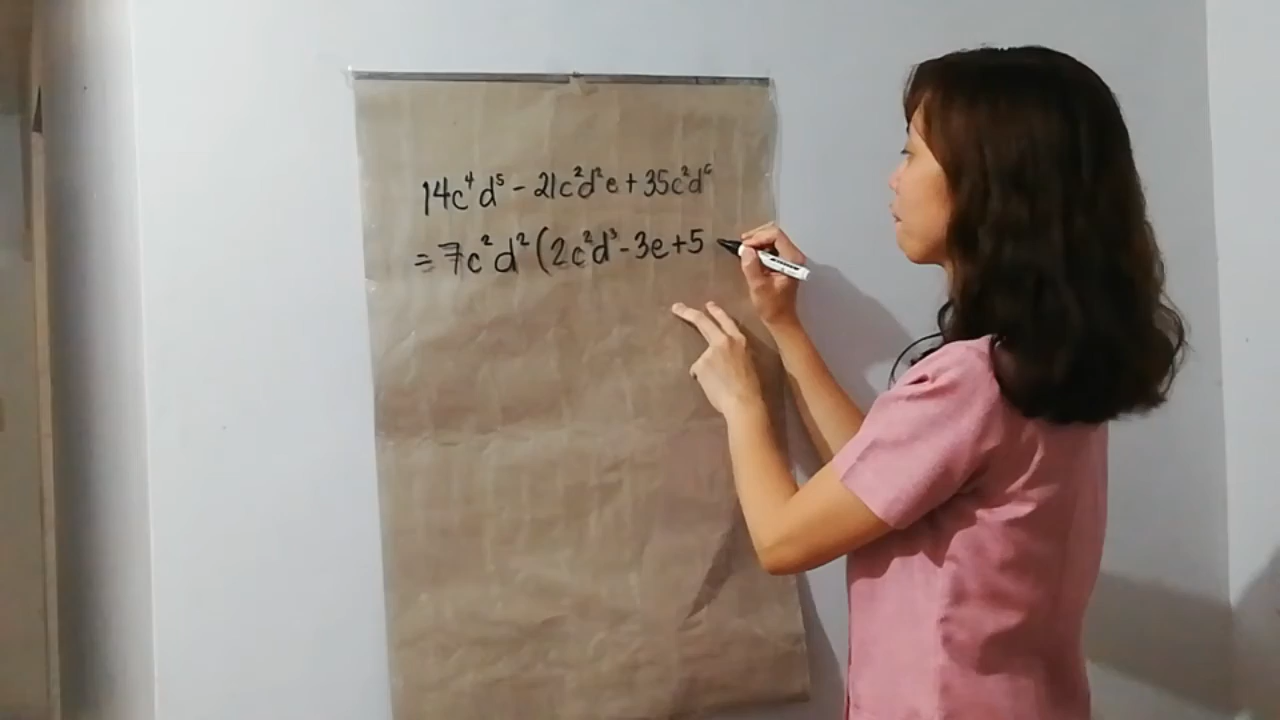 14c⁴d⁵ - 21c²d²e + 35c²d⁶
= 7c²d² (2c²d³ - 3e + 5